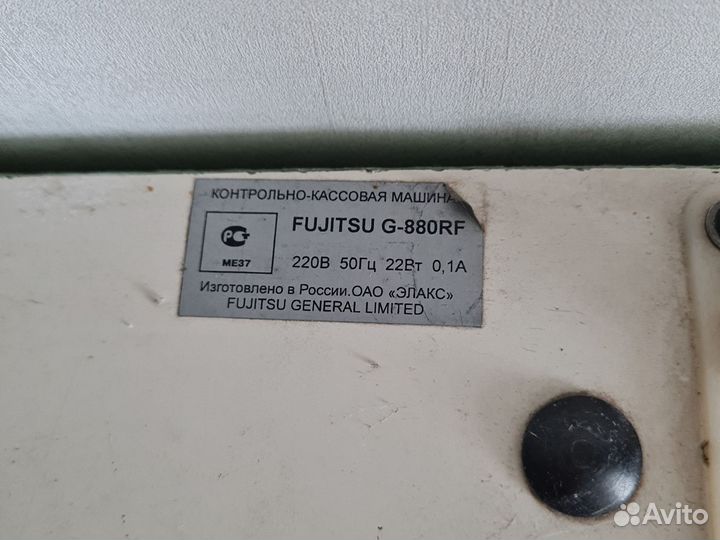 КОНТРОЛЬНО-КАССОВАЯ МАШИНА
FUJITSU G-880RF
РСТ
МЕ37
220В 50Гц 22Вт 0,1А
Изготовлено в России.ОАО «ЭЛАКС»
FUJITSU GENERAL LIMITED
Avito